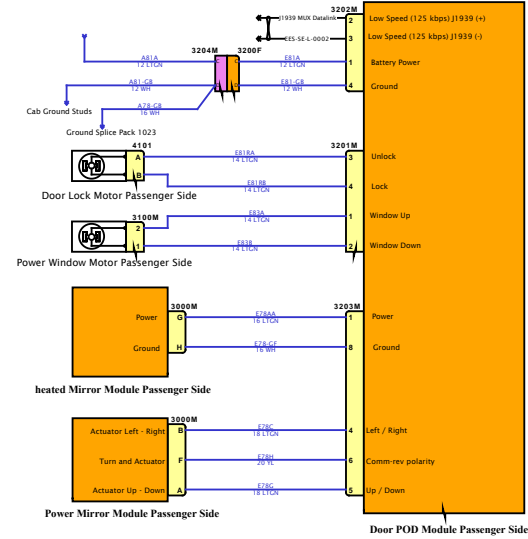 3202M
J1939 MUX Datalink
2 Low Speed (125 kbps) J1939 (+)
EES-SE-L-0002
3 Low Speed (125 kbps) J1939 (-)
3204M 3200F
A81A
12 LTGN
C C
E81A
12 LTGN
1 Battery Power
A81-GB
12 WH
E81-GB
12 WH
4 Ground
Cab Ground Studs
A78-GB
16 WH
Ground Splice Pack 1023
4101
3201M
A
E81RA
14 LTGN
3 Unlock
B
E81RB
14 LTGN
4 Lock
Door Lock Motor Passenger Side
3100M
2
E83A
14 LTGN
1 Window Up
1
E83B
14 LTGN
2 Window Down
Power Window Motor Passenger Side
3000M
3203M
Power G
E78AA
16 LTGN
1 Power
Ground H
E78-GF
16 WH
8 Ground
heated Mirror Module Passenger Side
3000M
Actuator Left - Right B
E78C
18 LTGN
4 Left / Right
Turn and Actuator F
E78H
20 YL
6 Comm-rev polarity
Actuator Up - Down A
E78G
18 LTGN
5 Up / Down
Power Mirror Module Passenger Side
Door POD Module Passenger Side